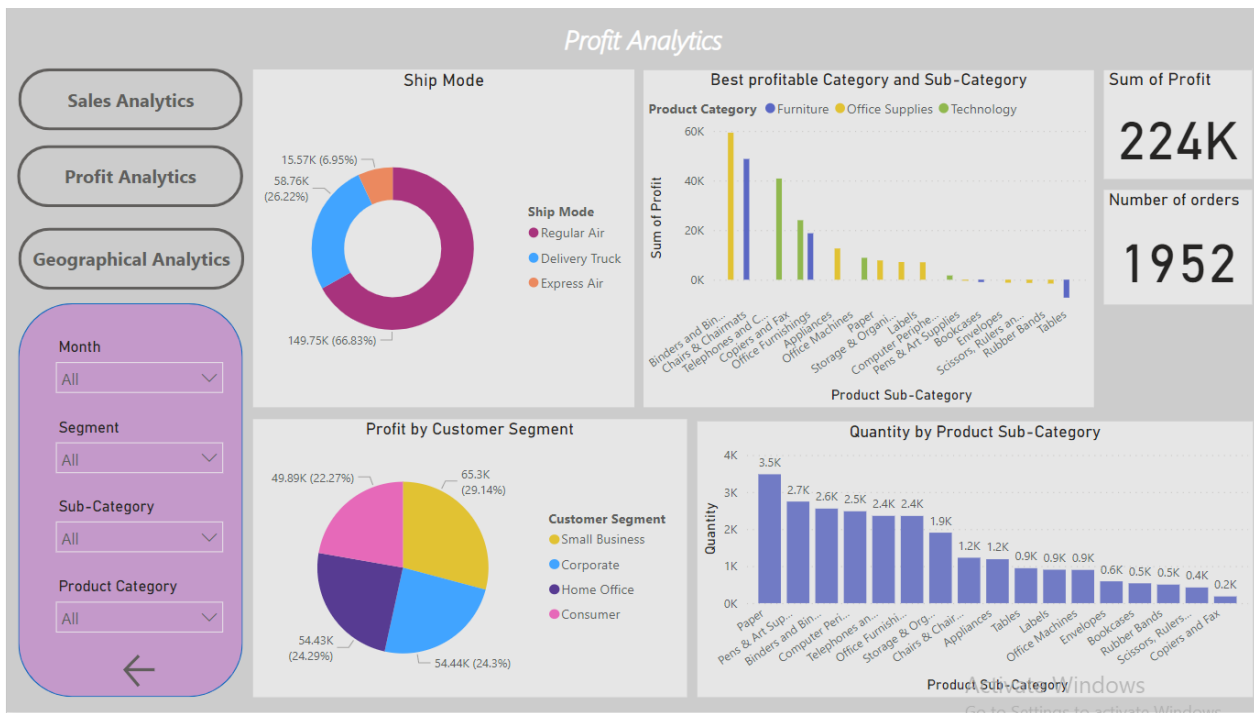 Profit Analytics
Sales Analytics
Profit Analytics
Geographical Analytics
Month
All
Segment
All
Sub-Category
All
Product Category
All
Ship Mode
15.57K (6.95%)
58.76K
(26.22%)
149.75K (66.83%)
Ship Mode
Regular Air
Delivery Truck
Express Air
Best profitable Category and Sub-Category
Product Category Furniture Office Supplies Technology
Sum of Profit
60K
40K
20K
0K
Binders and Bin...
Chairs & Chairmats
Telephones and C...
Copiers and Fax
Office Furnishings
Appliances
Office Machines
Paper
Storage & Organi...
Labels
Computer Periphe...
Pens & Art Supplies
Bookcases
Envelopes
Scissors, Rulers an...
Rubber Bands
Tables
Product Sub-Category
Sum of Profit
224K
Number of orders
1952
Profit by Customer Segment
49.89K (22.27%)
65.3K
(29.14%)
54.43K
(24.29%)
54.44K (24.3%)
Customer Segment
Small Business
Corporate
Home Office
Consumer
Quantity by Product Sub-Category
Quantity
4K
3K
2K
1K
0K
3.5K
2.7K
2.6K
2.5K
2.4K
2.4K
1.9K
1.2K
1.2K
0.9K
0.9K
0.9K
0.6K
0.5K
0.5K
0.4K
0.2K
Paper
Pens & Art Sup...
Binders and Bin...
Computer Peri...
Telephones an...
Office Furnishi...
Storage & Org...
Chairs & Chair...
Appliances
Tables
Labels
Office Machines
Envelopes
Bookcases
Rubber Bands
Scissors, Rulers...
Copiers and Fax
Product Sub-Category
Activate Windows
Go to Settings to activate Windows.